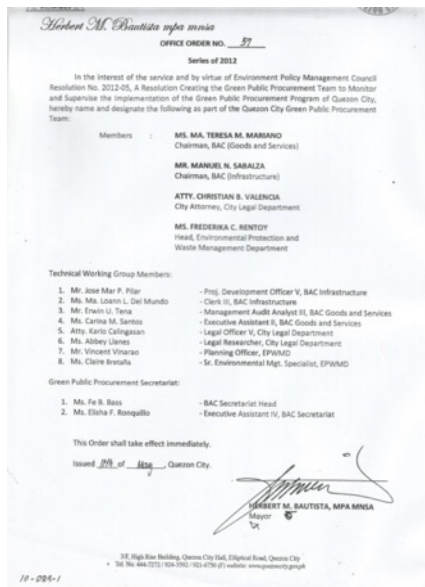 Herbert M. Bautista mpa mnsa
OFFICE ORDER NO. 37
Series of 2012
In the interest of the service and by virtue of Environment Policy Management Council
Resolution No. 2012-05, A Resolution Creating the Green Public Procurement Team to Monitor
and Supervise the Implementation of the Green Public Procurement Program of Quezon City,
hereby name and designate the following as part of the Quezon City Green Public Procurement
Team:
Members : MS. MA. TERESA M. MARIANO
Chairman, BAC (Goods and Services)
MR. MANUEL N. SABALZA
Chairman, BAC (Infrastructure)
ATTY. CHRISTIAN B. VALENCIA
City Attorney, City Legal Department
MS. FREDERIKA C. RENTOY
Head, Environmental Protection and
Waste Management Department
Technical Working Group Members:
1. Mr. Jose Mar P. Pilar - Proj. Development Officer V, BAC Infrastructure
2. Ms. Ma. Loann L. Del Mundo - Clerk III, BAC Infrastructure
3. Mr. Erwin U. Tena - Management Audit Analyst III, BAC Goods and Services
4. Ms. Carina M. Santos - Executive Assistant II, BAC Goods and Services
5. Atty. Karlo Calingasan - Legal Officer V, City Legal Department
6. Ms. Abbey Llanes - Legal Researcher, City Legal Department
7. Mr. Vincent Vinarao - Planning Officer, EPWMD
8. Ms. Claire Bretaña - Sr. Environmental Mgt. Specialist, EPWMD
Green Public Procurement Secretariat:
1. Ms. Fe B. Bass - BAC Secretariat Head
2. Ms. Elisha F. Ronquillo - Executive Assistant IV, BAC Secretariat
This Order shall take effect immediately.
Issued of May, Quezon City.
HERBERT M. BAUTISTA, MPA MNSA
Mayor
3/F, High Rise Building, Quezon City Hall, Elliptical Road, Quezon City
Tel. No. 444-7272 / 924-3592 / 921-6750 (F) website: www.quezoncity.gov.ph